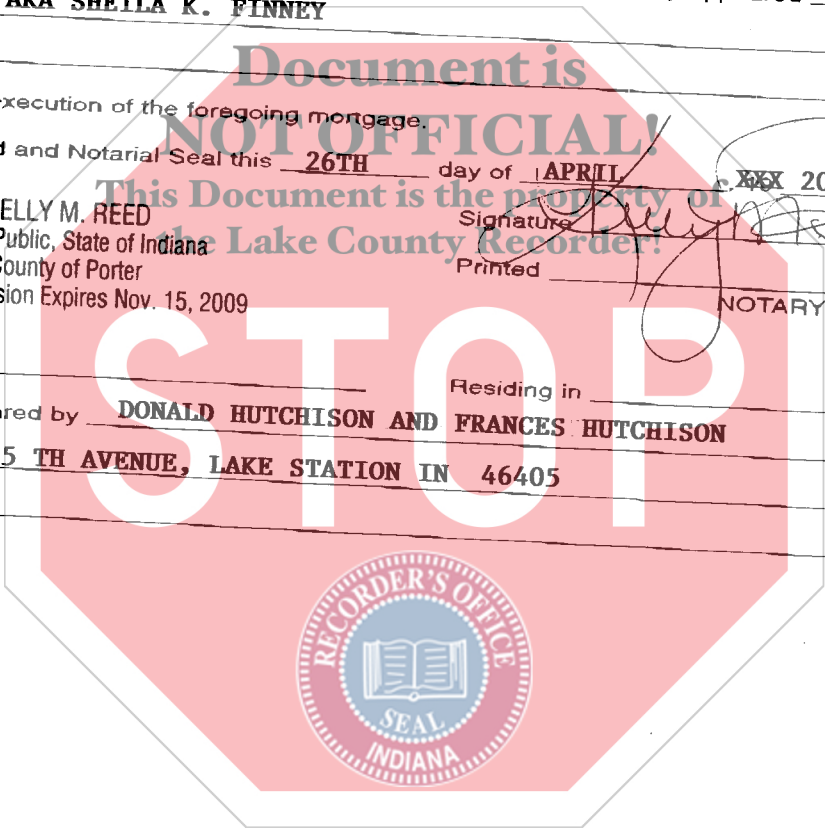 AKA SHEILA K. FINNEY
Document is
xecution of the foregoing mortgage.
NOT OFFICIAL!
d and Notarial Seal this 26TH day of APRIL XXX 20
This Document is the property of
ELLY M. REED
Signature
Public, State of Indiana
the Lake County Recorder!
County of Porter
Printed
sion Expires Nov. 15, 2009
NOTARY
STOP
Residing in
red by DONALD HUTCHISON AND FRANCES HUTCHISON
5 TH AVENUE, LAKE STATION IN 46405
RECORDER'S OFFICE
SEAL
INDIANA